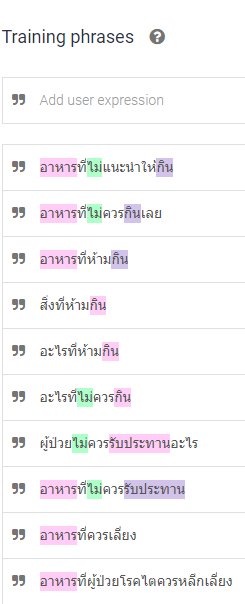 Training phrases
Add user expression
อาหารที่ไม่แนะนำให้กิน
อาหารที่ไม่ควรกินเลย
อาหารที่ห้ามกิน
สิ่งที่ห้ามกิน
อะไรที่ห้ามกิน
อะไรที่ไม่ควรกิน
ผู้ป่วยไม่ควรรับประทานอะไร
อาหารที่ไม่ควรรับประทาน
อาหารที่ควรเลี่ยง
อาหารที่ผู้ป่วยโรคไตควรหลีกเลี่ยง